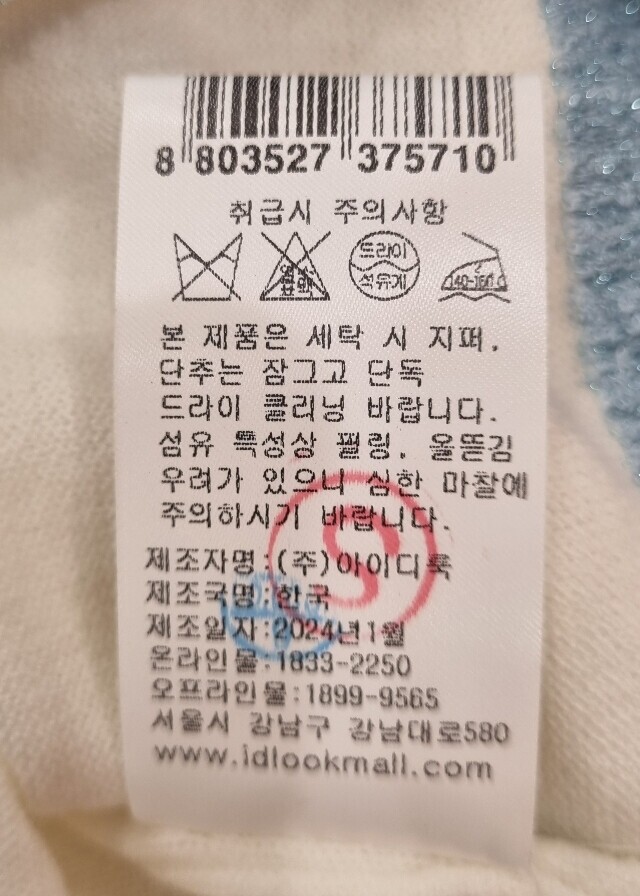 8 803527 375710
취급시 주의사항
염소 표백 드라이 석유계 140-160℃
본 제품은 세탁 시 지퍼,
단추는 잠그고 단독
드라이 클리닝 바랍니다.
섬유 특성상 필링, 올뜯김
우려가 있으니 심한 마찰에
주의하시기 바랍니다.
제조자명:(주)아이디룩
제조국명:한국
제조일자:2024년1월
온라인몰:1833-2250
오프라인몰:1899-9565
서울시 강남구 강남대로580
www.idlookmall.com